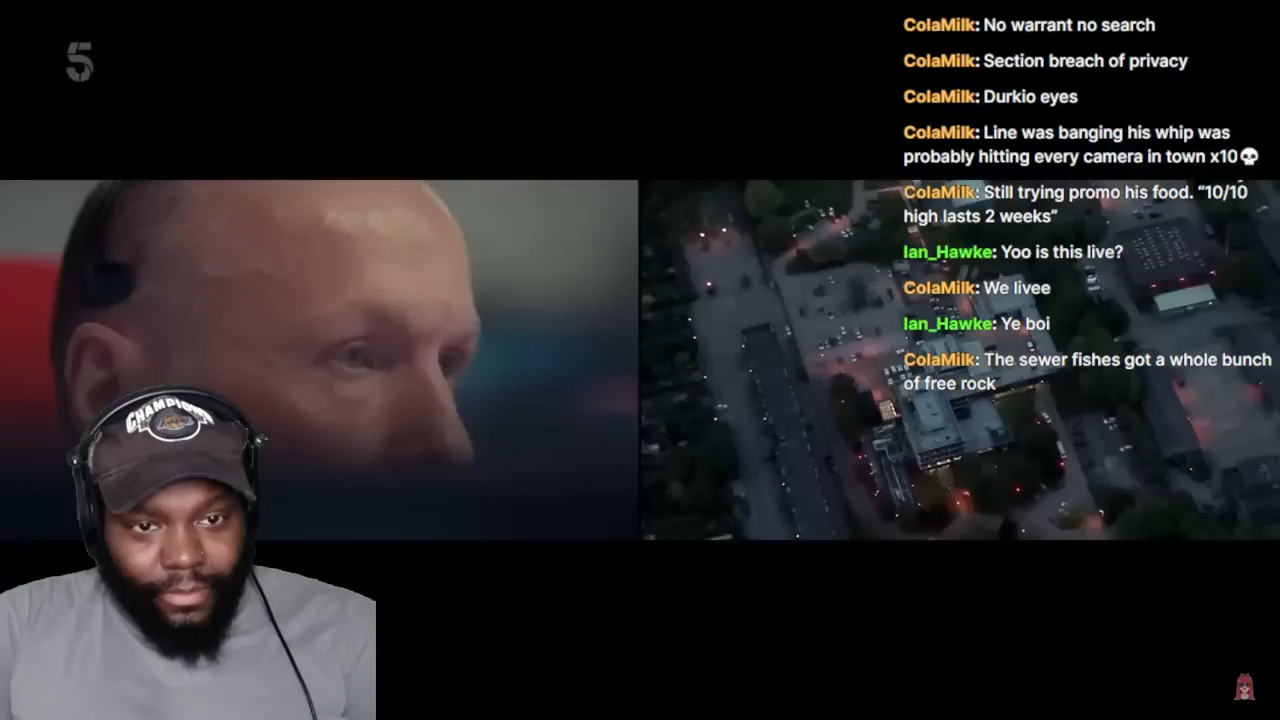 5
ColaMilk: No warrant no search
ColaMilk: Section breach of privacy
ColaMilk: Durkio eyes
ColaMilk: Line was banging his whip was
probably hitting every camera in town x10💀
ColaMilk: Still trying promo his food. “10/10
high lasts 2 weeks”
Ian_Hawke: Yoo is this live?
ColaMilk: We livee
Ian_Hawke: Ye boi
ColaMilk: The sewer fishes got a whole bunch
of free rock
CHAMPIONS